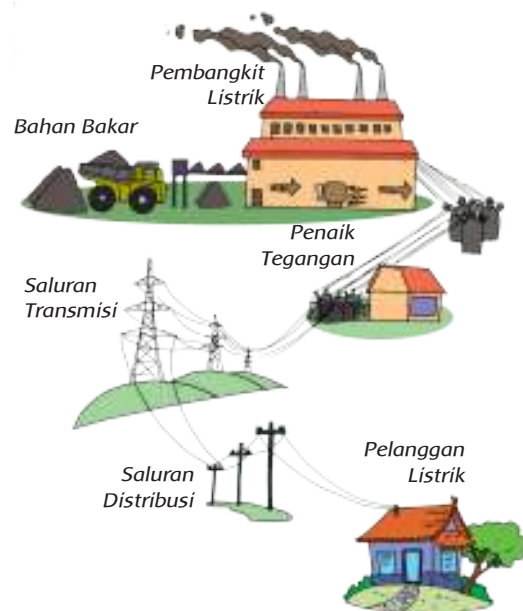 Pembangkit
Listrik
Bahan Bakar
Penaik
Tegangan
Saluran
Transmisi
Pelanggan
Listrik
Saluran
Distribusi